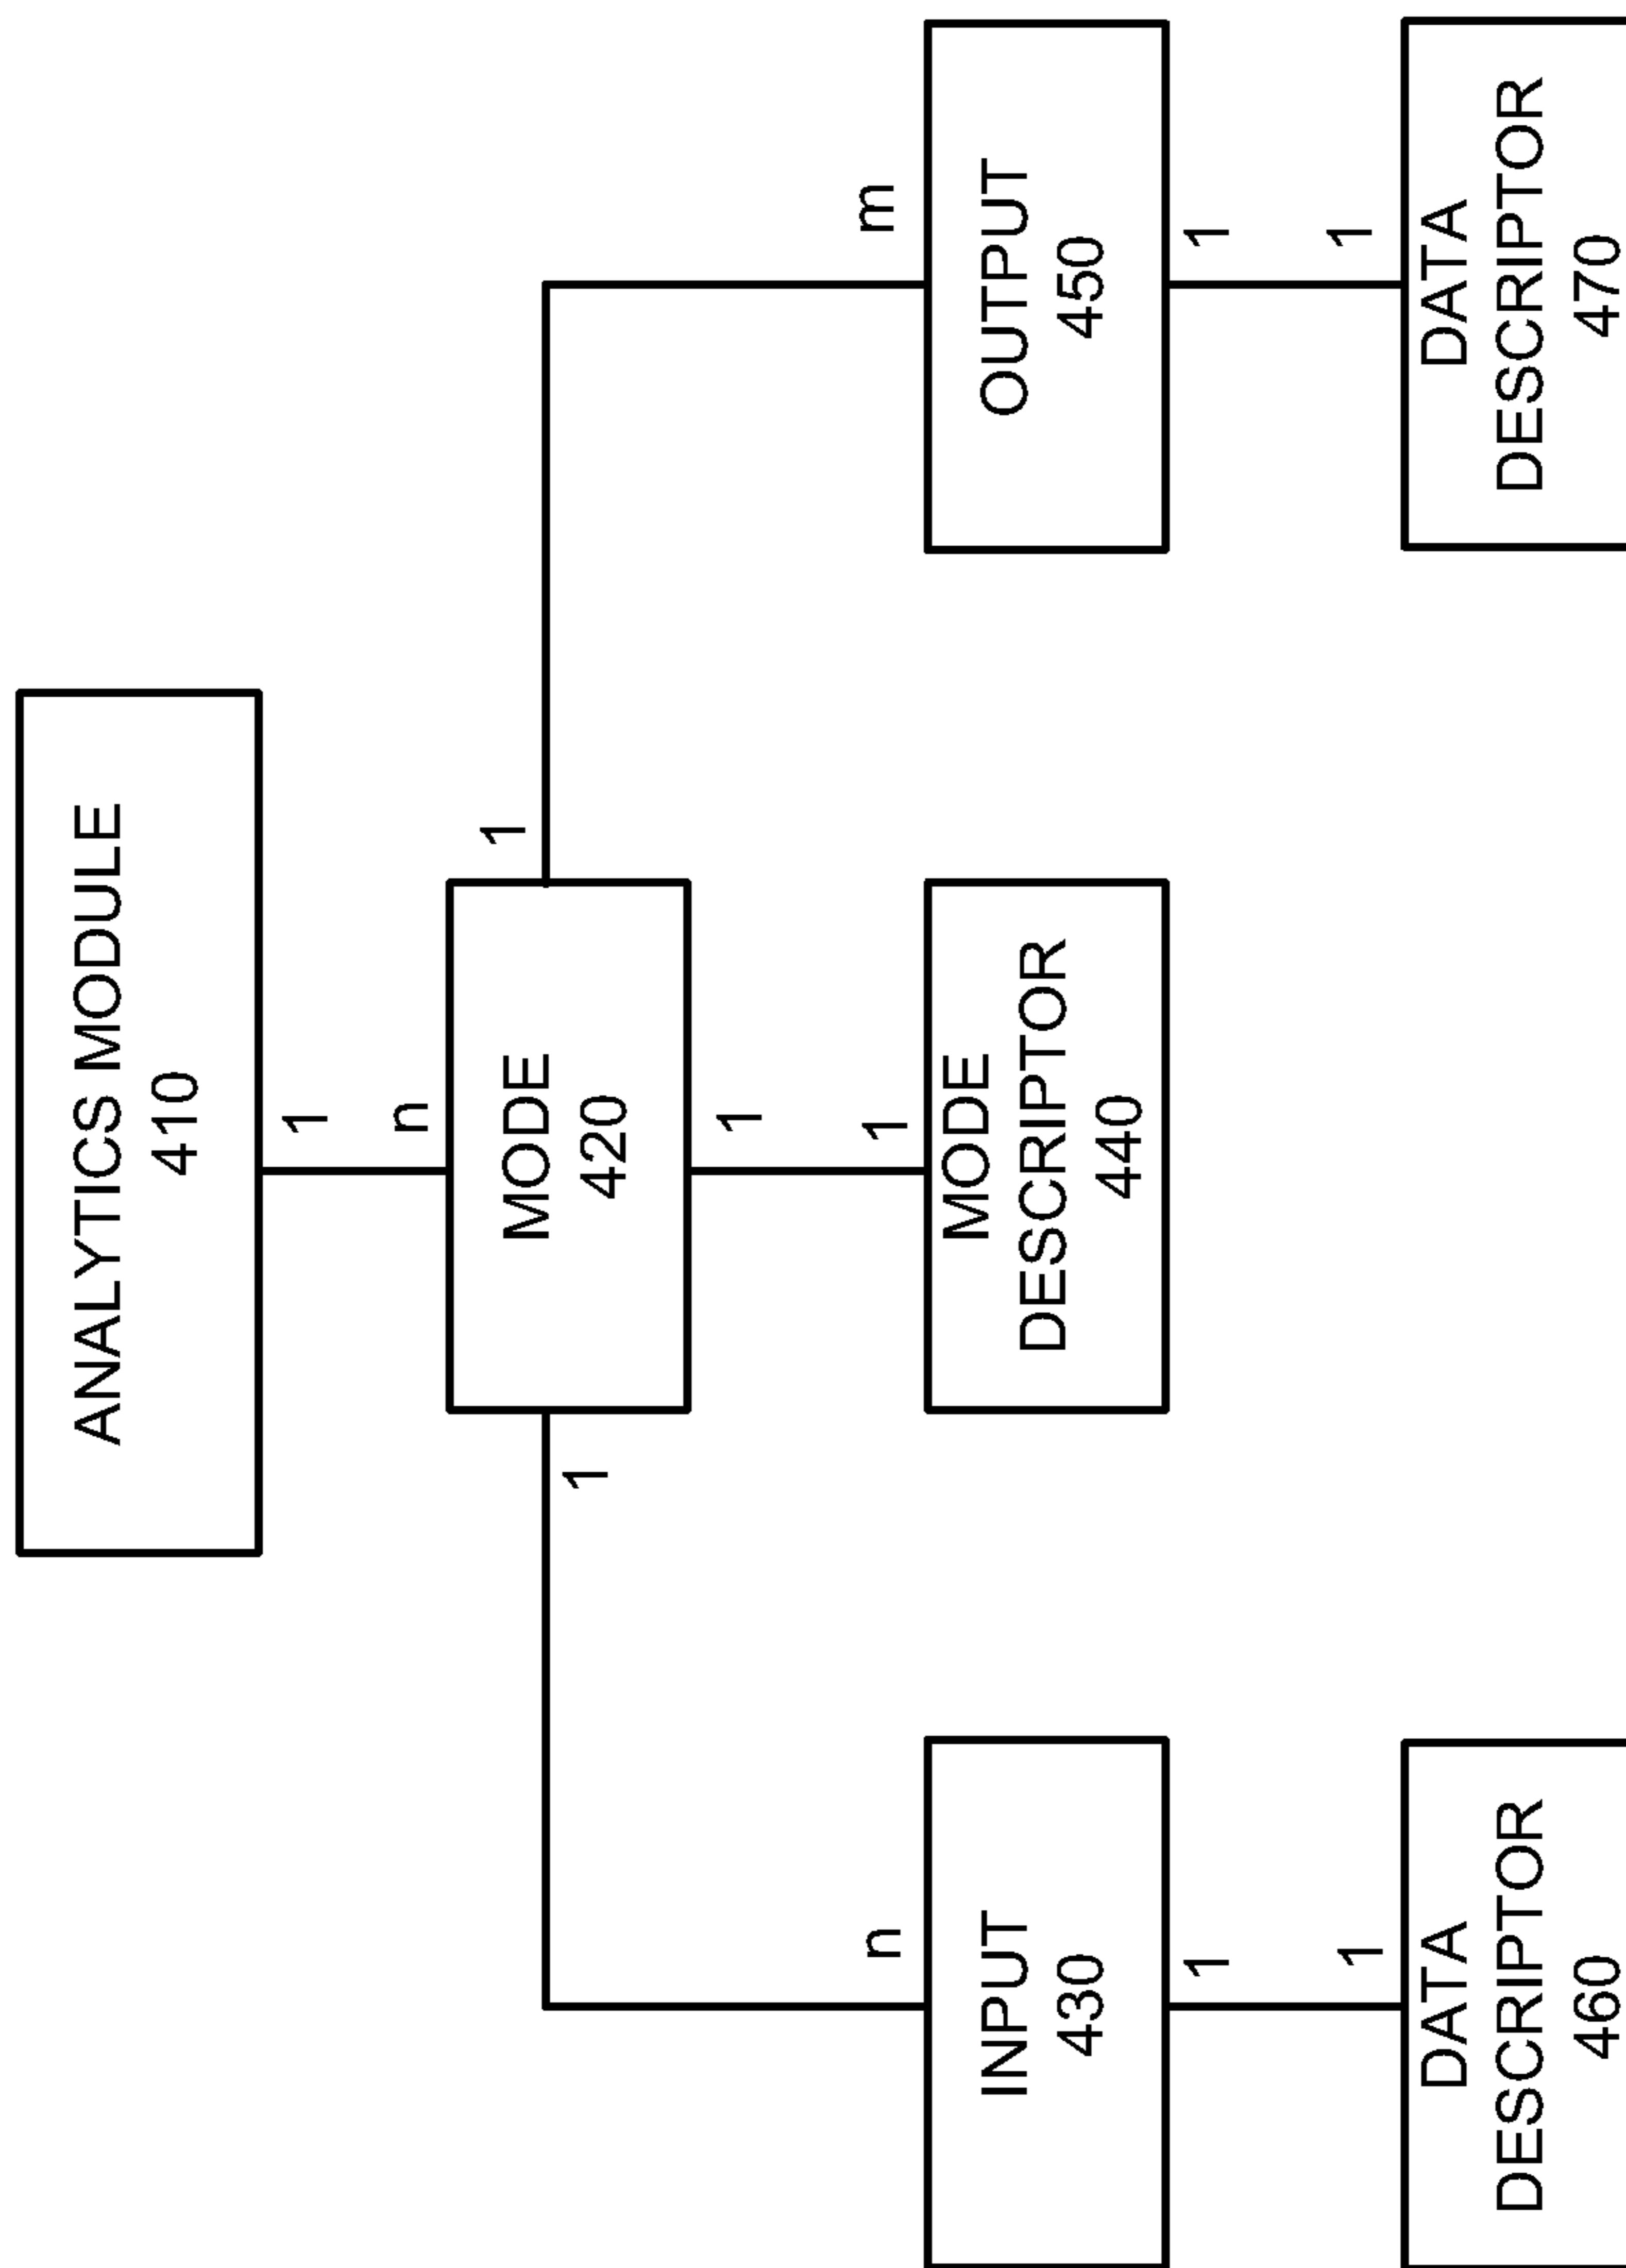 ANALYTICS MODULE
410
1
n
MODE
420
1
1
1
1
n
m
INPUT
430
MODE
DESCRIPTOR
440
OUTPUT
450
1
1
1
1
DATA
DESCRIPTOR
460
DATA
DESCRIPTOR
470